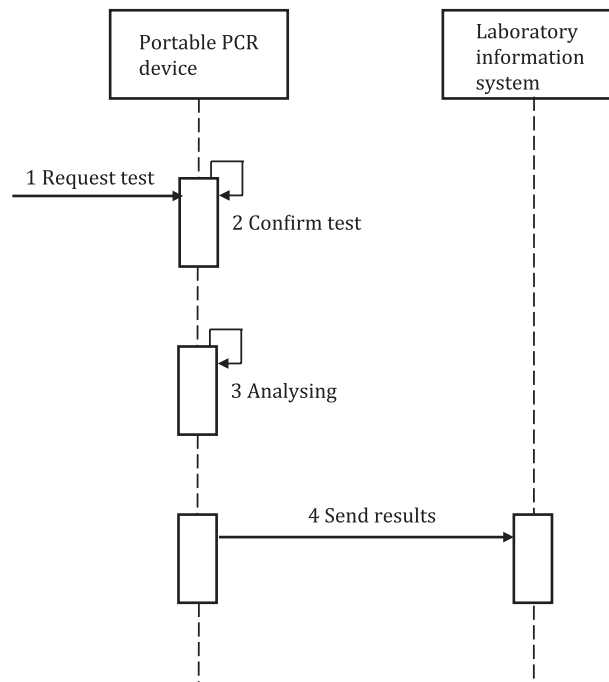 Portable PCR
device
Laboratory
information
system
1 Request test
2 Confirm test
3 Analysing
4 Send results